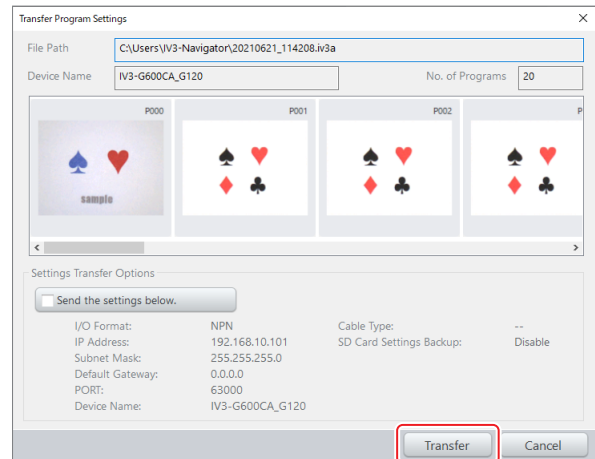 Transfer Program Settings
File Path C:\Users\IV3-Navigator\20210621_114208.iv3a
Device Name IV3-G600CA_G120 No. of Programs 20
P000 P001 P002 P
sample
Settings Transfer Options
Send the settings below.
I/O Format: NPN Cable Type: --
IP Address: 192.168.10.101 SD Card Settings Backup: Disable
Subnet Mask: 255.255.255.0
Default Gateway: 0.0.0.0
PORT: 63000
Device Name: IV3-G600CA_G120
Transfer Cancel